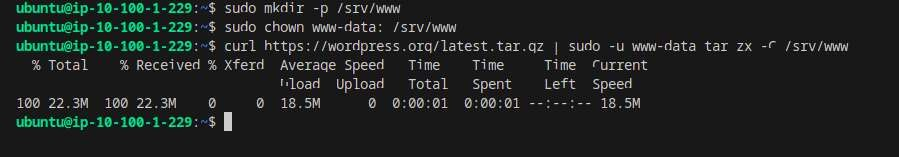 ubuntu@ip-10-100-1-229:~$ sudo mkdir -p /srv/www
ubuntu@ip-10-100-1-229:~$ sudo chown www-data: /srv/www
ubuntu@ip-10-100-1-229:~$ curl https://wordpress.org/latest.tar.gz | sudo -u www-data tar zx -C /srv/www
% Total % Received % Xferd Average Speed Time Time Time Current
Upload Total Spent Left Speed
100 22.3M 100 22.3M 0 0 18.5M 0 0:00:01 0:00:01 --:--:-- 18.5M
ubuntu@ip-10-100-1-229:~$